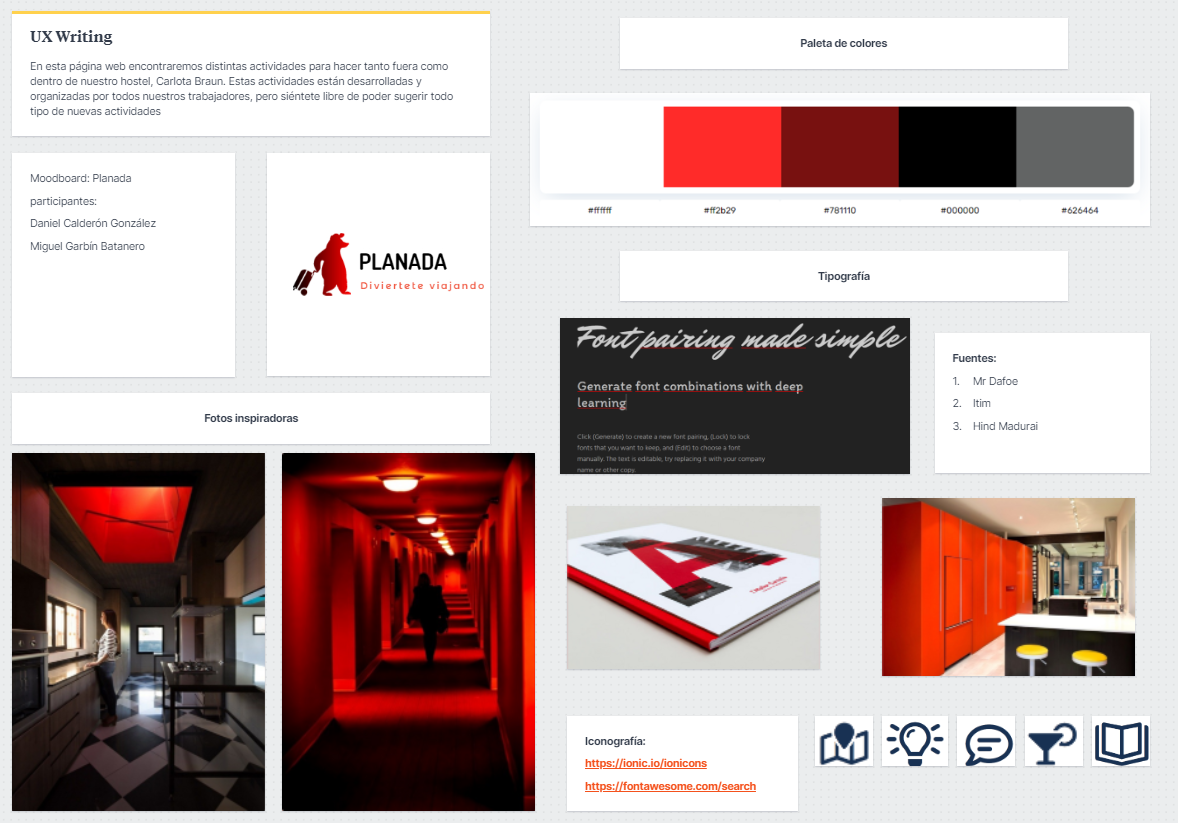 UX Writing
En esta página web encontraremos distintas actividades para hacer tanto fuera como
dentro de nuestro hostel, Carlota Braun. Estas actividades están desarrolladas y
organizadas por todos nuestros trabajadores, pero siéntete libre de poder sugerir todo
tipo de nuevas actividades
Moodboard: Planada
participantes:
Daniel Calderón González
Miguel Garbín Batanero
PLANADA
Diviertete viajando
Fotos inspiradoras
Paleta de colores
#ffffff
#ff2b29
#781110
#000000
#626464
Tipografía
Font pairing made simple
Generate font combinations with deep
learning
Click (Generate) to create a new font pairing, (Lock) to lock
fonts that you want to keep, and (Edit) to choose a font
manually. The text is editable, try replacing it with your company
name or other copy.
Fuentes:
1. Mr Dafoe
2. Itim
3. Hind Madurai
A
Iconografía:
https://ionic.io/ionicons
https://fontawesome.com/search